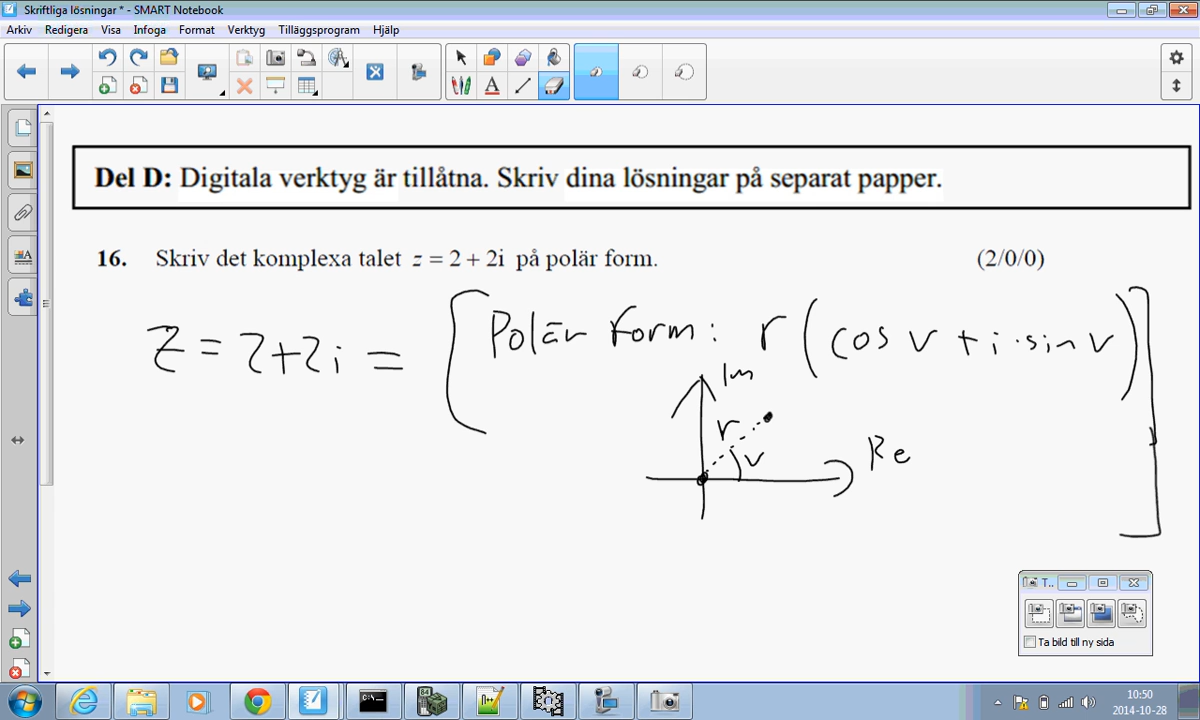 Skriftliga lösningar * - SMART Notebook
Arkiv Redigera Visa Infoga Format Verktyg Tilläggsprogram Hjälp
Del D: Digitala verktyg är tillåtna. Skriv dina lösningar på separat papper.
16. Skriv det komplexa talet z = 2 + 2i på polär form. (2/0/0)
z = 2+2i = [Polär form: r (cos v + i·sin v)]
Im
r
v
Re
T..
Ta bild till ny sida
10:50
2014-10-28